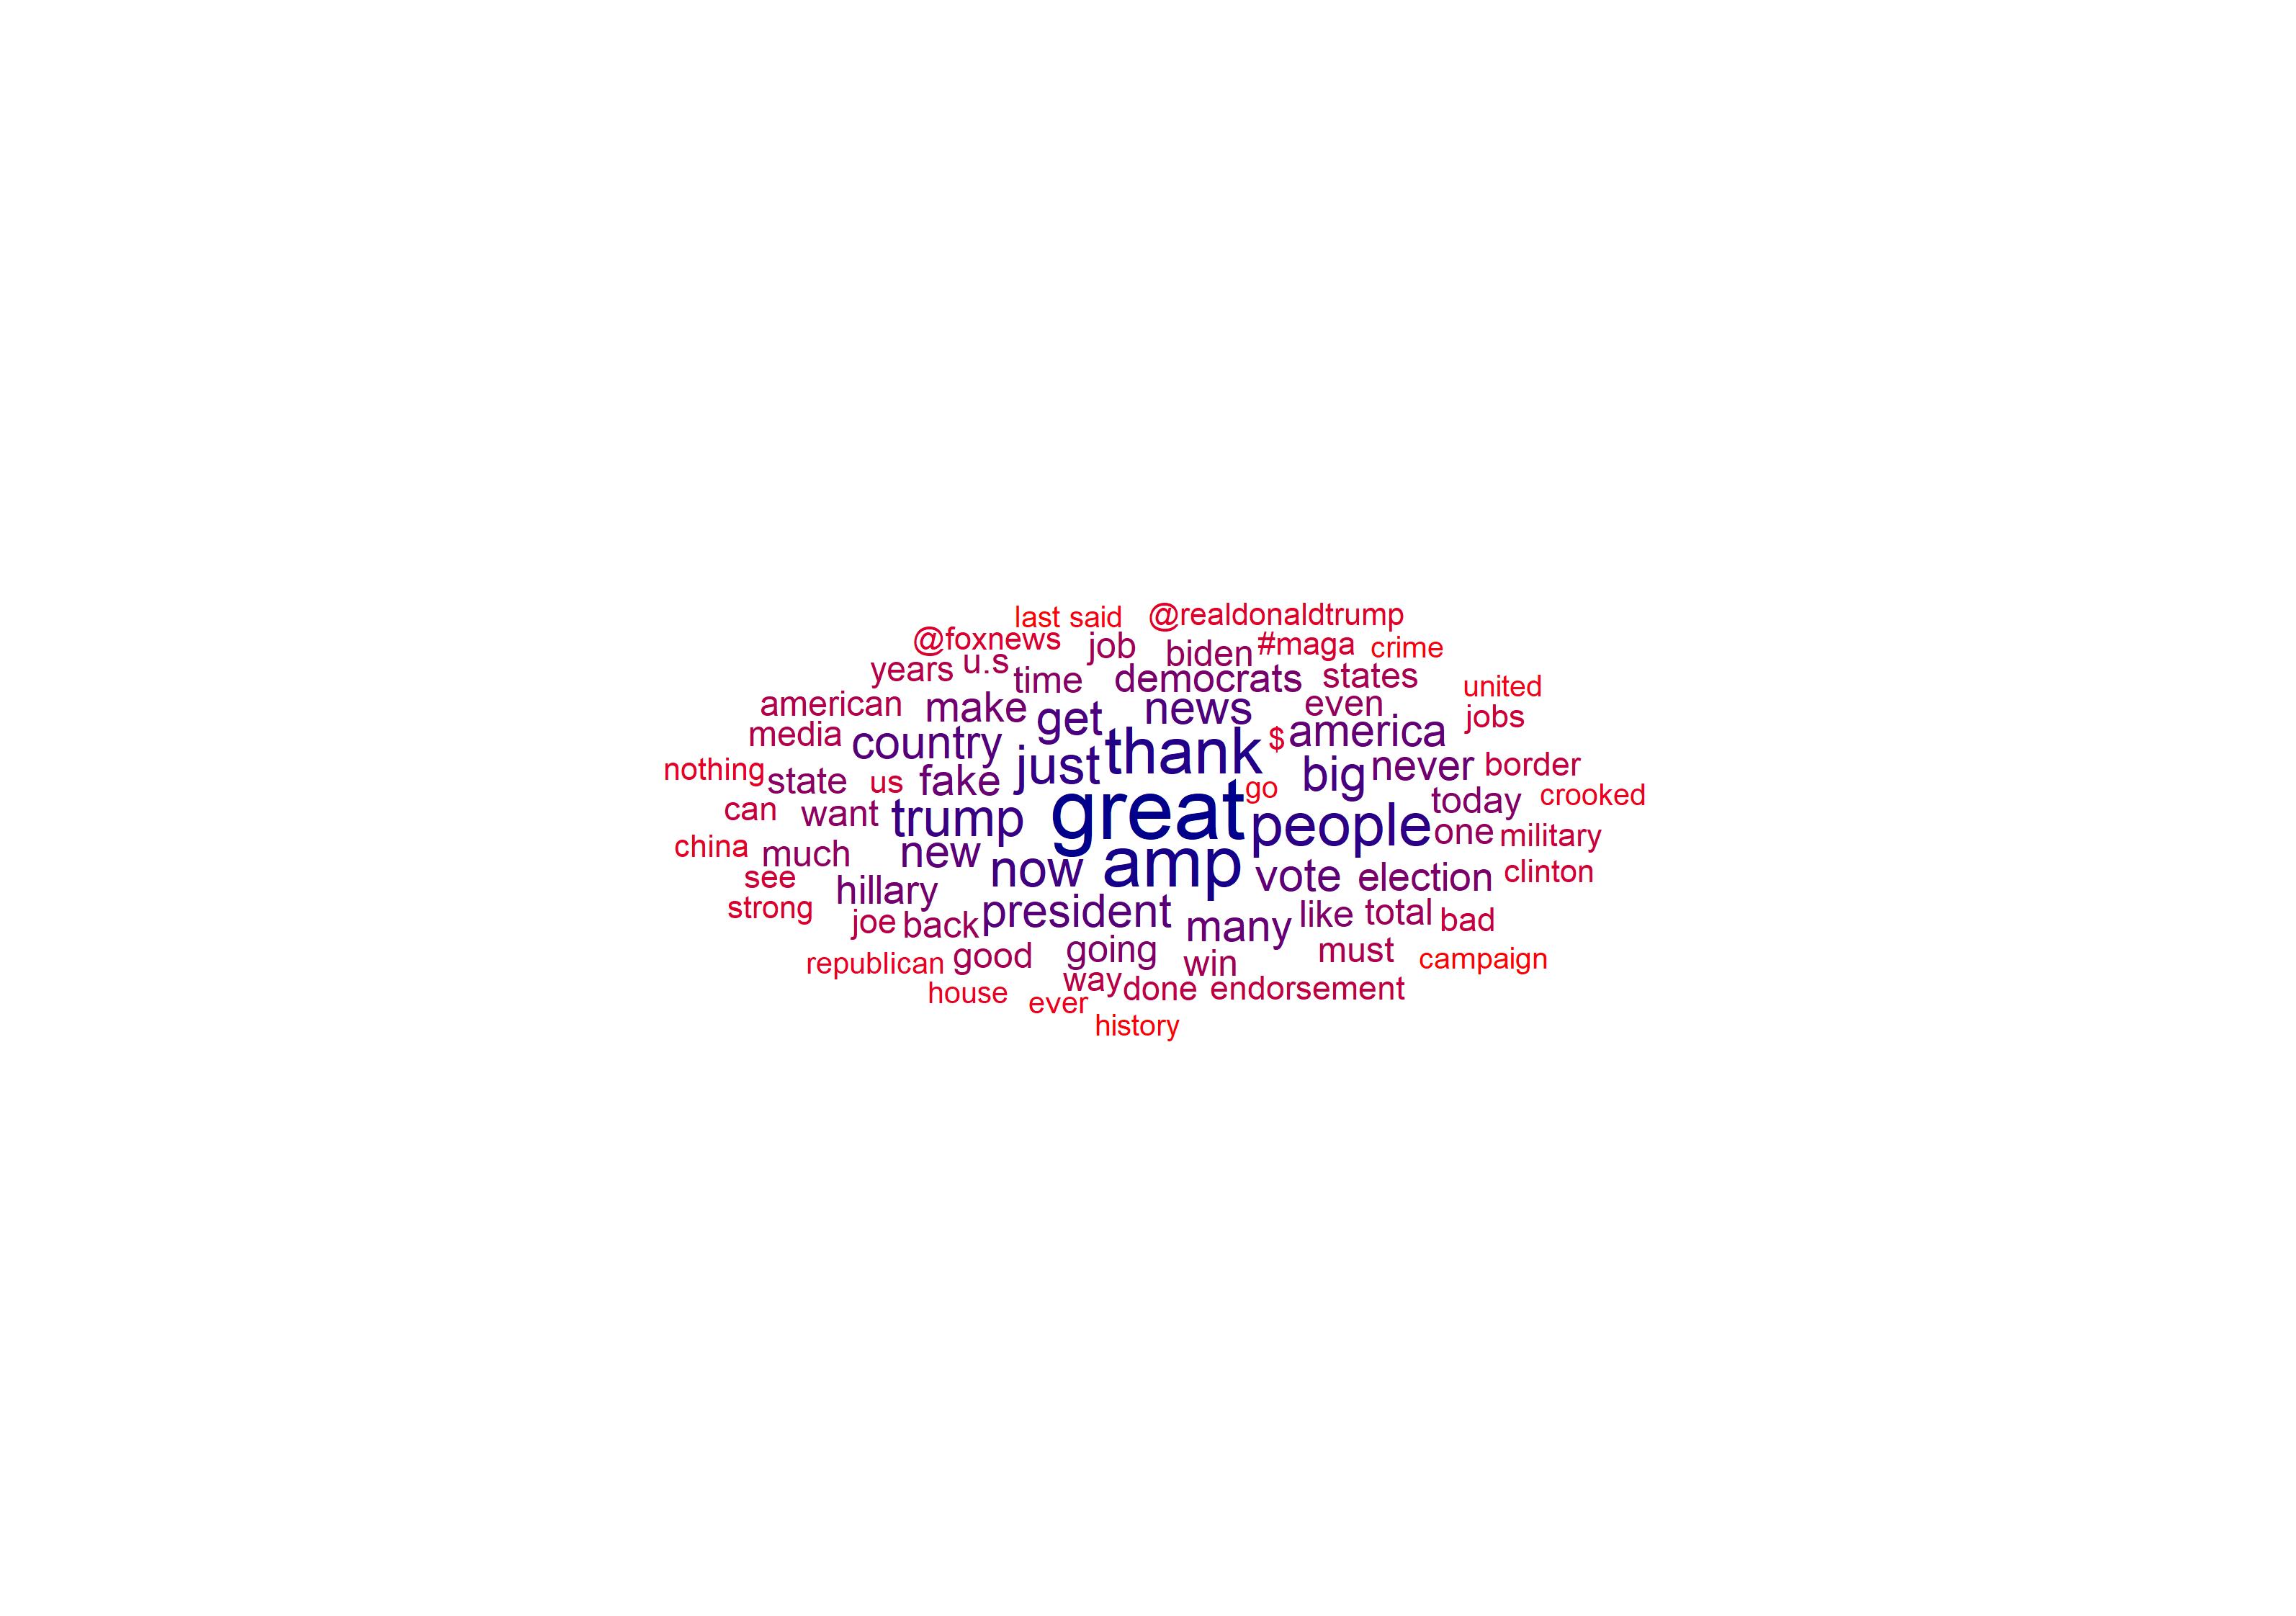 last said @realdonaldtrump
@foxnews job biden #maga crime
years u.s time democrats states united
american make get news even jobs
media country just thank $ america
nothing state us fake big never border
can want trump great go people today crooked
china much new now amp one military
see hillary vote election clinton
strong joe back president many like total bad
republican good going win must campaign
house ever way done endorsement
history